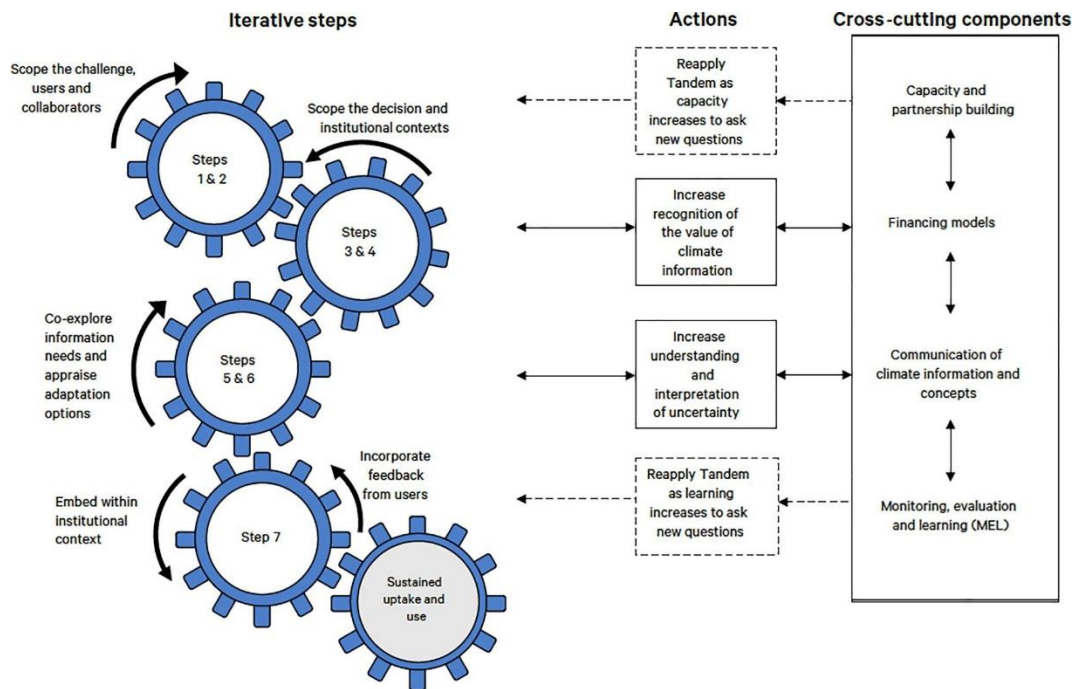 Iterative steps
Actions
Cross-cutting components
Scope the challenge,
users and
collaborators
Steps
1 & 2
Scope the decision and
institutional contexts
Steps
3 & 4
Co-explore
information
needs and
appraise
adaptation
options
Steps
5 & 6
Embed within
institutional
context
Step 7
Incorporate
feedback
from users
Sustained
uptake and
use
Reapply
Tandem as
capacity
increases to ask
new questions
Increase
recognition of
the value of
climate
information
Increase
understanding
and
interpretation
of uncertainty
Reapply Tandem
as learning
increases to ask
new questions
Capacity and
partnership building
Financing models
Communication of
climate information and
concepts
Monitoring, evaluation
and learning (MEL)